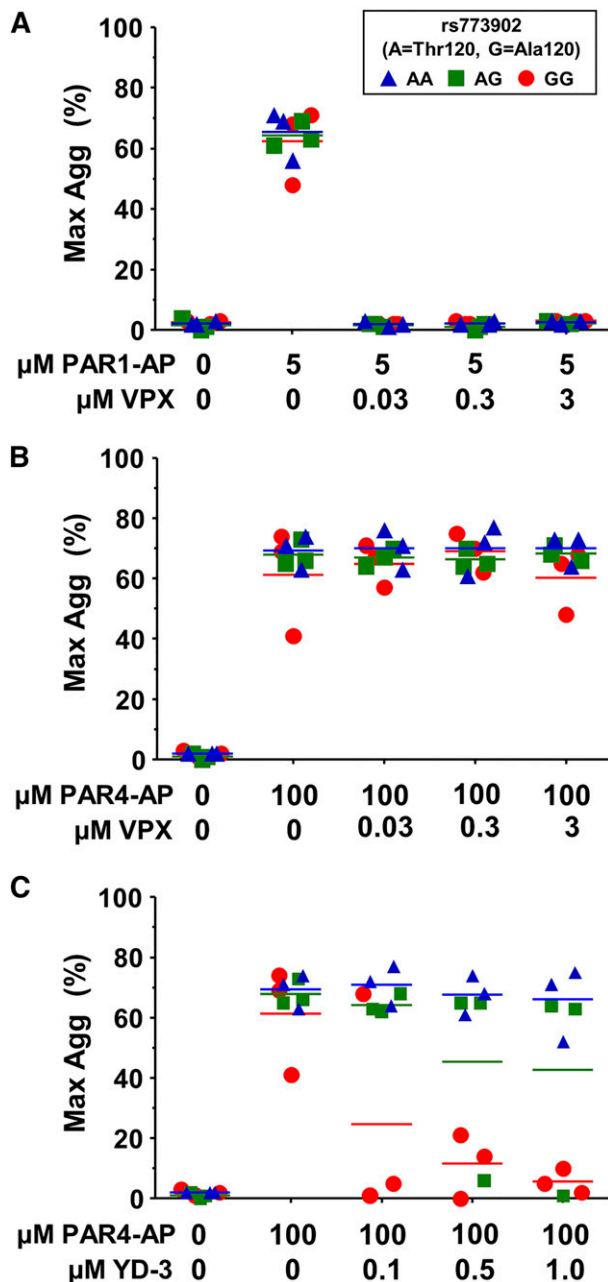 A
rs773902
(A=Thr120, G=Ala120)
AA AG GG
Max Agg (%)
100
80
60
40
20
0
µM PAR1-AP 0 5 5 5 5
µM VPX 0 0 0.03 0.3 3
B
Max Agg (%)
100
80
60
40
20
0
µM PAR4-AP 0 100 100 100 100
µM VPX 0 0 0.03 0.3 3
C
Max Agg (%)
100
80
60
40
20
0
µM PAR4-AP 0 100 100 100 100
µM YD-3 0 0 0.1 0.5 1.0